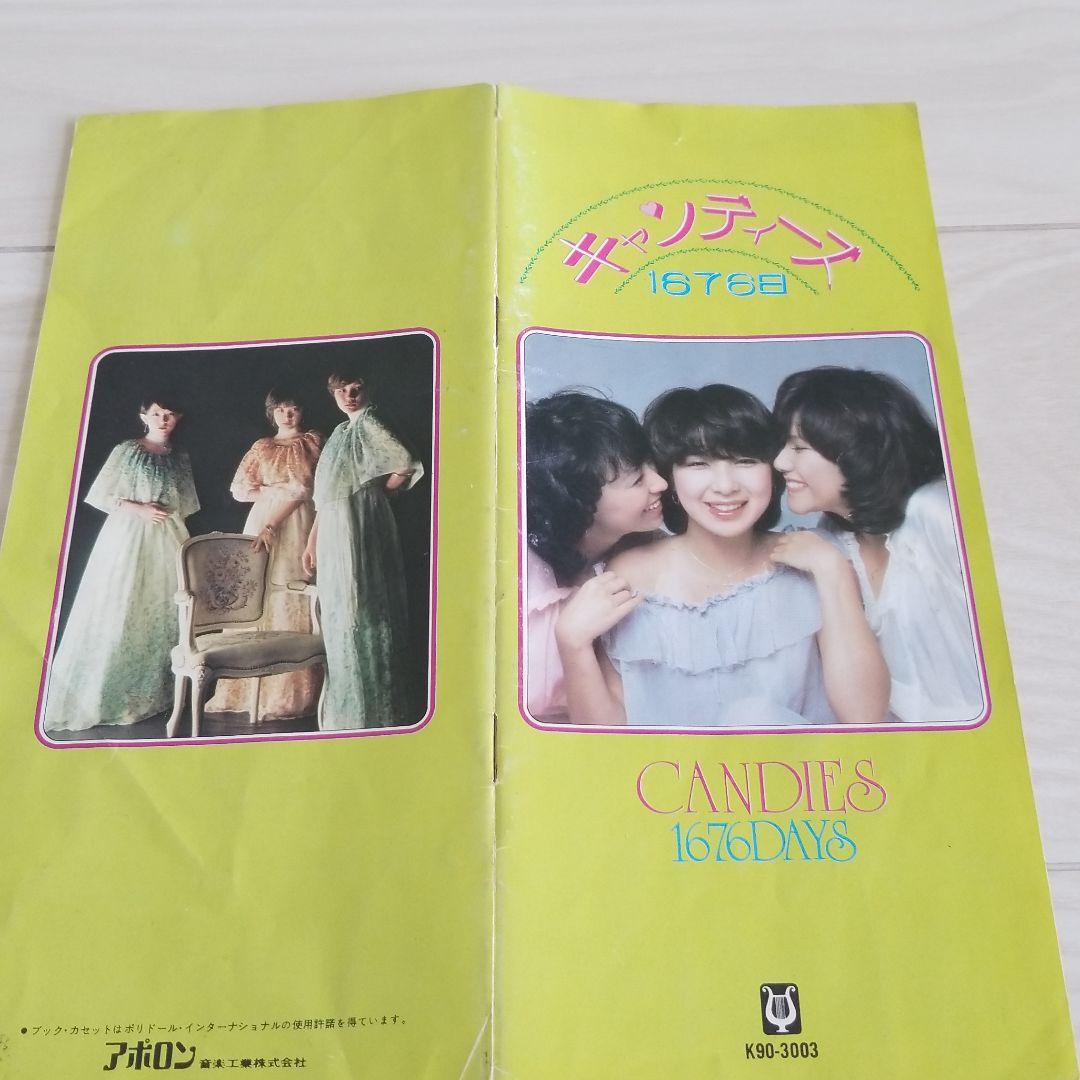 キャンディーズ
1676日
CANDIES
1676DAYS
K90-3003
●ブック・カセットはポリドール・インターナショナルの使用許諾を得ています。
アポロン音楽工業株式会社